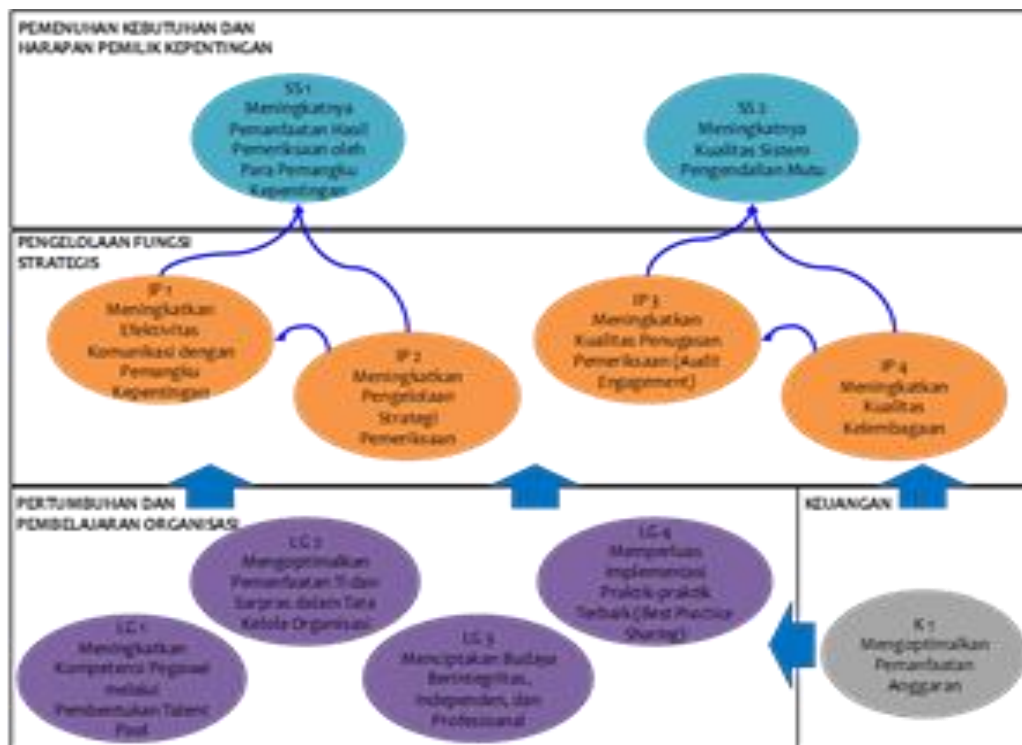 PEMENUHAN KEBUTUHAN DAN
HARAPAN PEMILIK KEPENTINGAN
SS 1
Meningkatnya
Pemanfaatan Hasil
Pemeriksaan oleh
Para Pemangku
Kepentingan
SS 2
Meningkatnya
Kualitas Sistem
Pengendalian Mutu
PENGELOLAAN FUNGSI
STRATEGIS
IP 1
Meningkatkan
Efektivitas
Komunikasi dengan
Pemangku
Kepentingan
IP 2
Meningkatkan
Pengelolaan
Strategi
Pemeriksaan
IP 3
Meningkatkan
Kualitas Penugasan
Pemeriksaan (Audit
Engagement)
IP 4
Meningkatkan
Kualitas
Kelembagaan
PERTUMBUHAN DAN
PEMBELAJARAN ORGANISASI
LG 1
Meningkatkan
Kompetensi Pegawai
melalui
Pembentukan Talent
Pool
LG 2
Mengoptimalkan
Pemanfaatan TI dan
Sarpras dalam Tata
Kelola Organisasi
LG 3
Menciptakan Budaya
Berintegritas,
Independen, dan
Profesional
LG 4
Memperluas
Implementasi
Praktik-praktik
Terbaik (Best Practice
Sharing)
KEUANGAN
K 1
Mengoptimalkan
Pemanfaatan
Anggaran